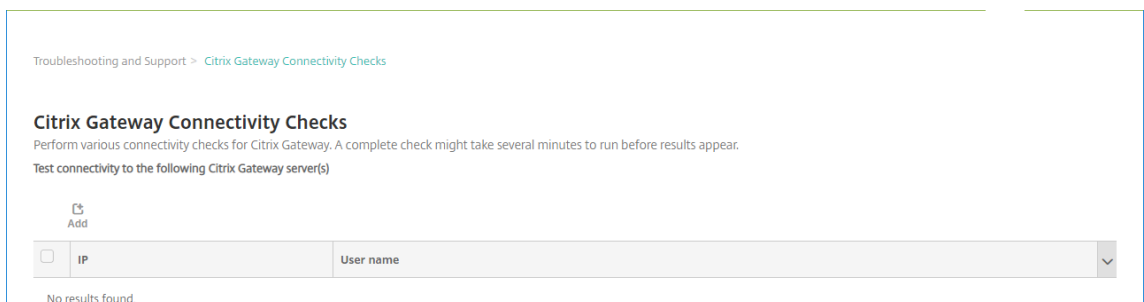 Troubleshooting and Support > Citrix Gateway Connectivity Checks
Citrix Gateway Connectivity Checks
Perform various connectivity checks for Citrix Gateway. A complete check might take several minutes to run before results appear.
Test connectivity to the following Citrix Gateway server(s)
Add
IP User name
No results found